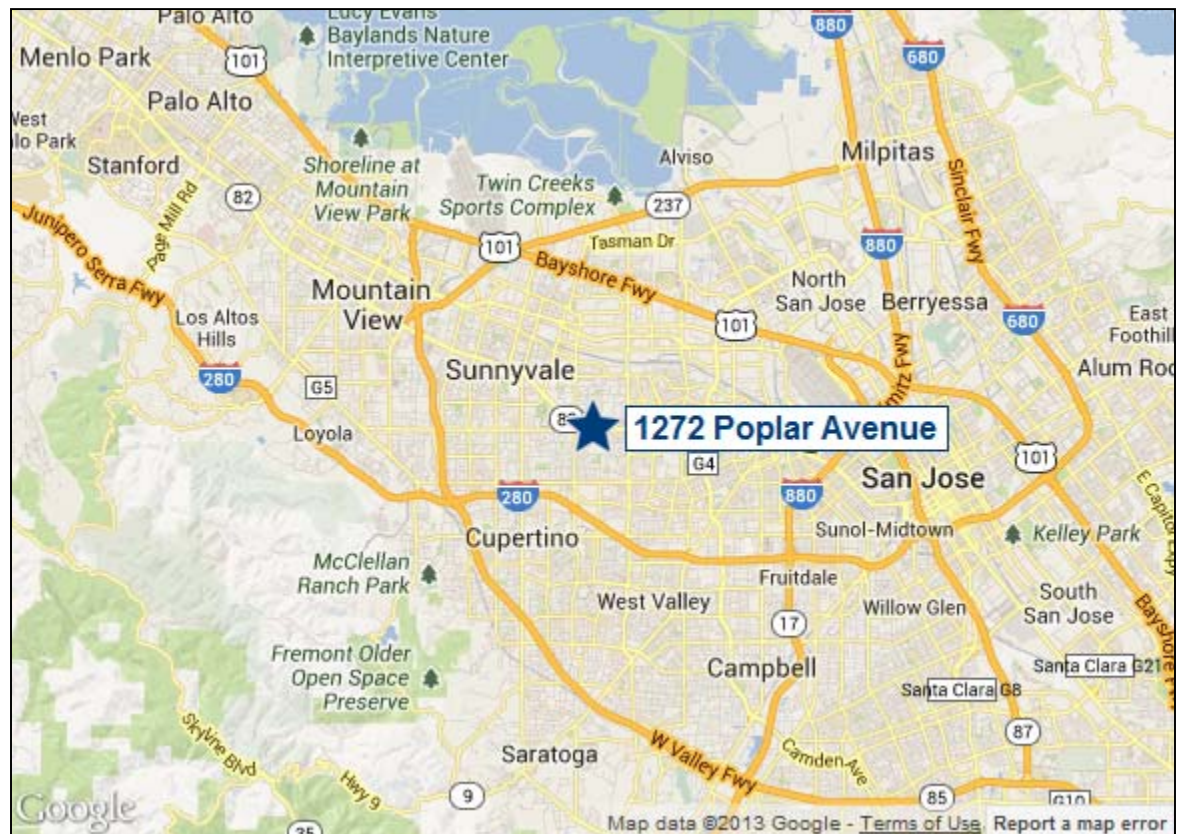 Palo Alto
Lucy Evans
Baylands Nature
Interpretive Center
880
680
Menlo Park
101
Palo Alto
Stanford
Alviso
Milpitas
Shoreline at
Mountain
View Park
Twin Creeks
Sports Complex
82
237
Page Mill Rd
Sinclair Fwy
Junipero Serra Fwy
101
Tasman Dr
880
Bayshore Fwy
Mountain
View
North
San Jose
Berryessa
Los Altos
Hills
101
680
East
280
G5
Sunnyvale
1272 Poplar Avenue
Loyola
G4
San Jose
101
280
880
Cupertino
Sunol-Midtown
Kelley Park
McClellan
Ranch Park
Fruitdale
West Valley
Willow Glen
South
San Jose
17
Fremont Older
Open Space
Preserve
Campbell
Santa Clara G21
Santa Clara G8
W Valley Fwy
Saratoga
Skyline Blvd
Hwy 9
Camden Ave
87
9
85
G10
35
Google
Map data ©2013 Google - Terms of Use, Report a map error